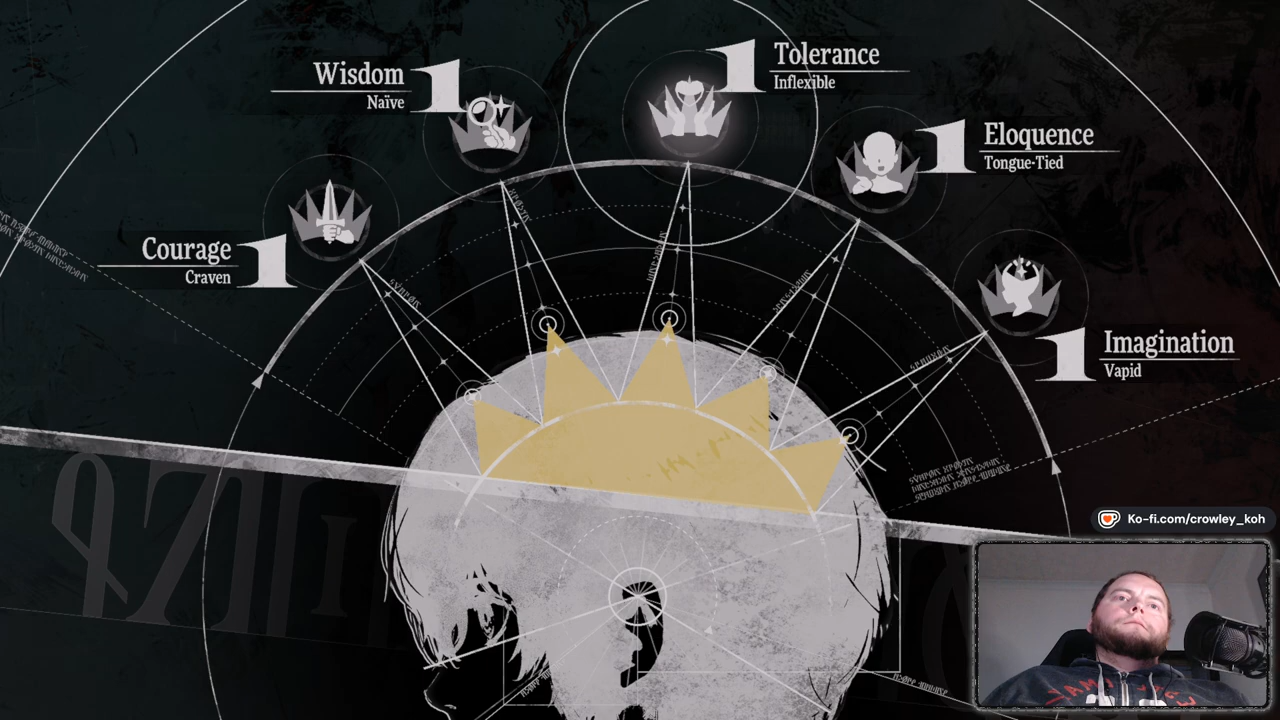 Wisdom
1
Naïve
1
Tolerance
Inflexible
1
Eloquence
Tongue-Tied
Courage
1
Craven
1
Imagination
Vapid
Ko-fi.com/crowley_koh